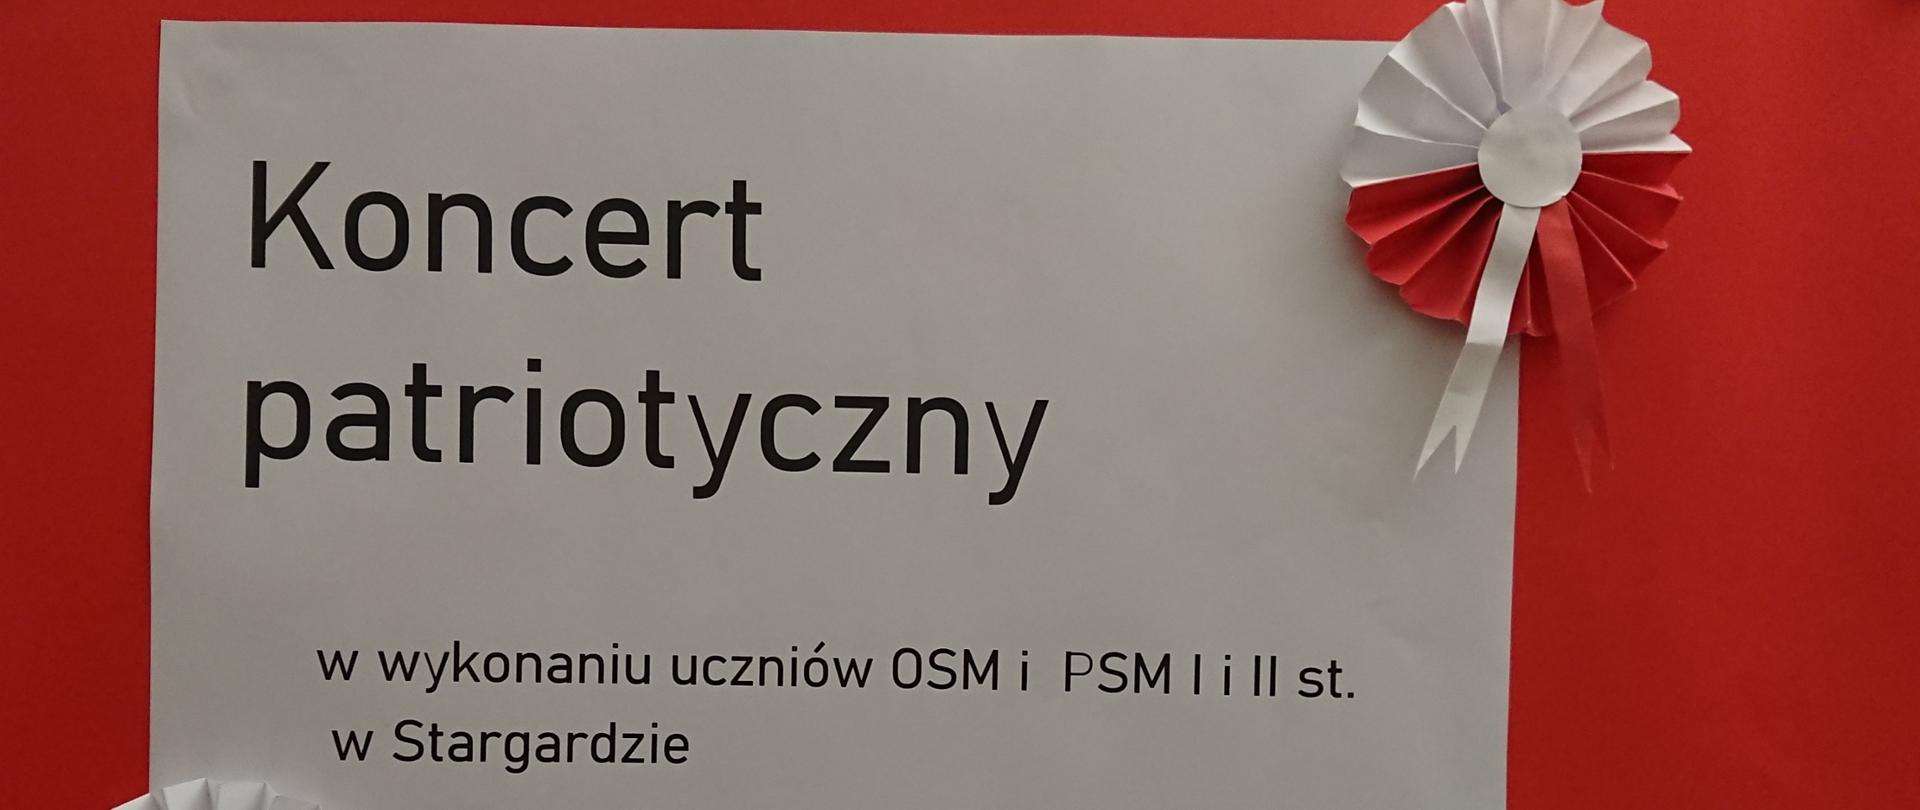 Koncert
patriotyczny
w wykonaniu uczniów OSM i PSM I i II st.
w Stargardzie